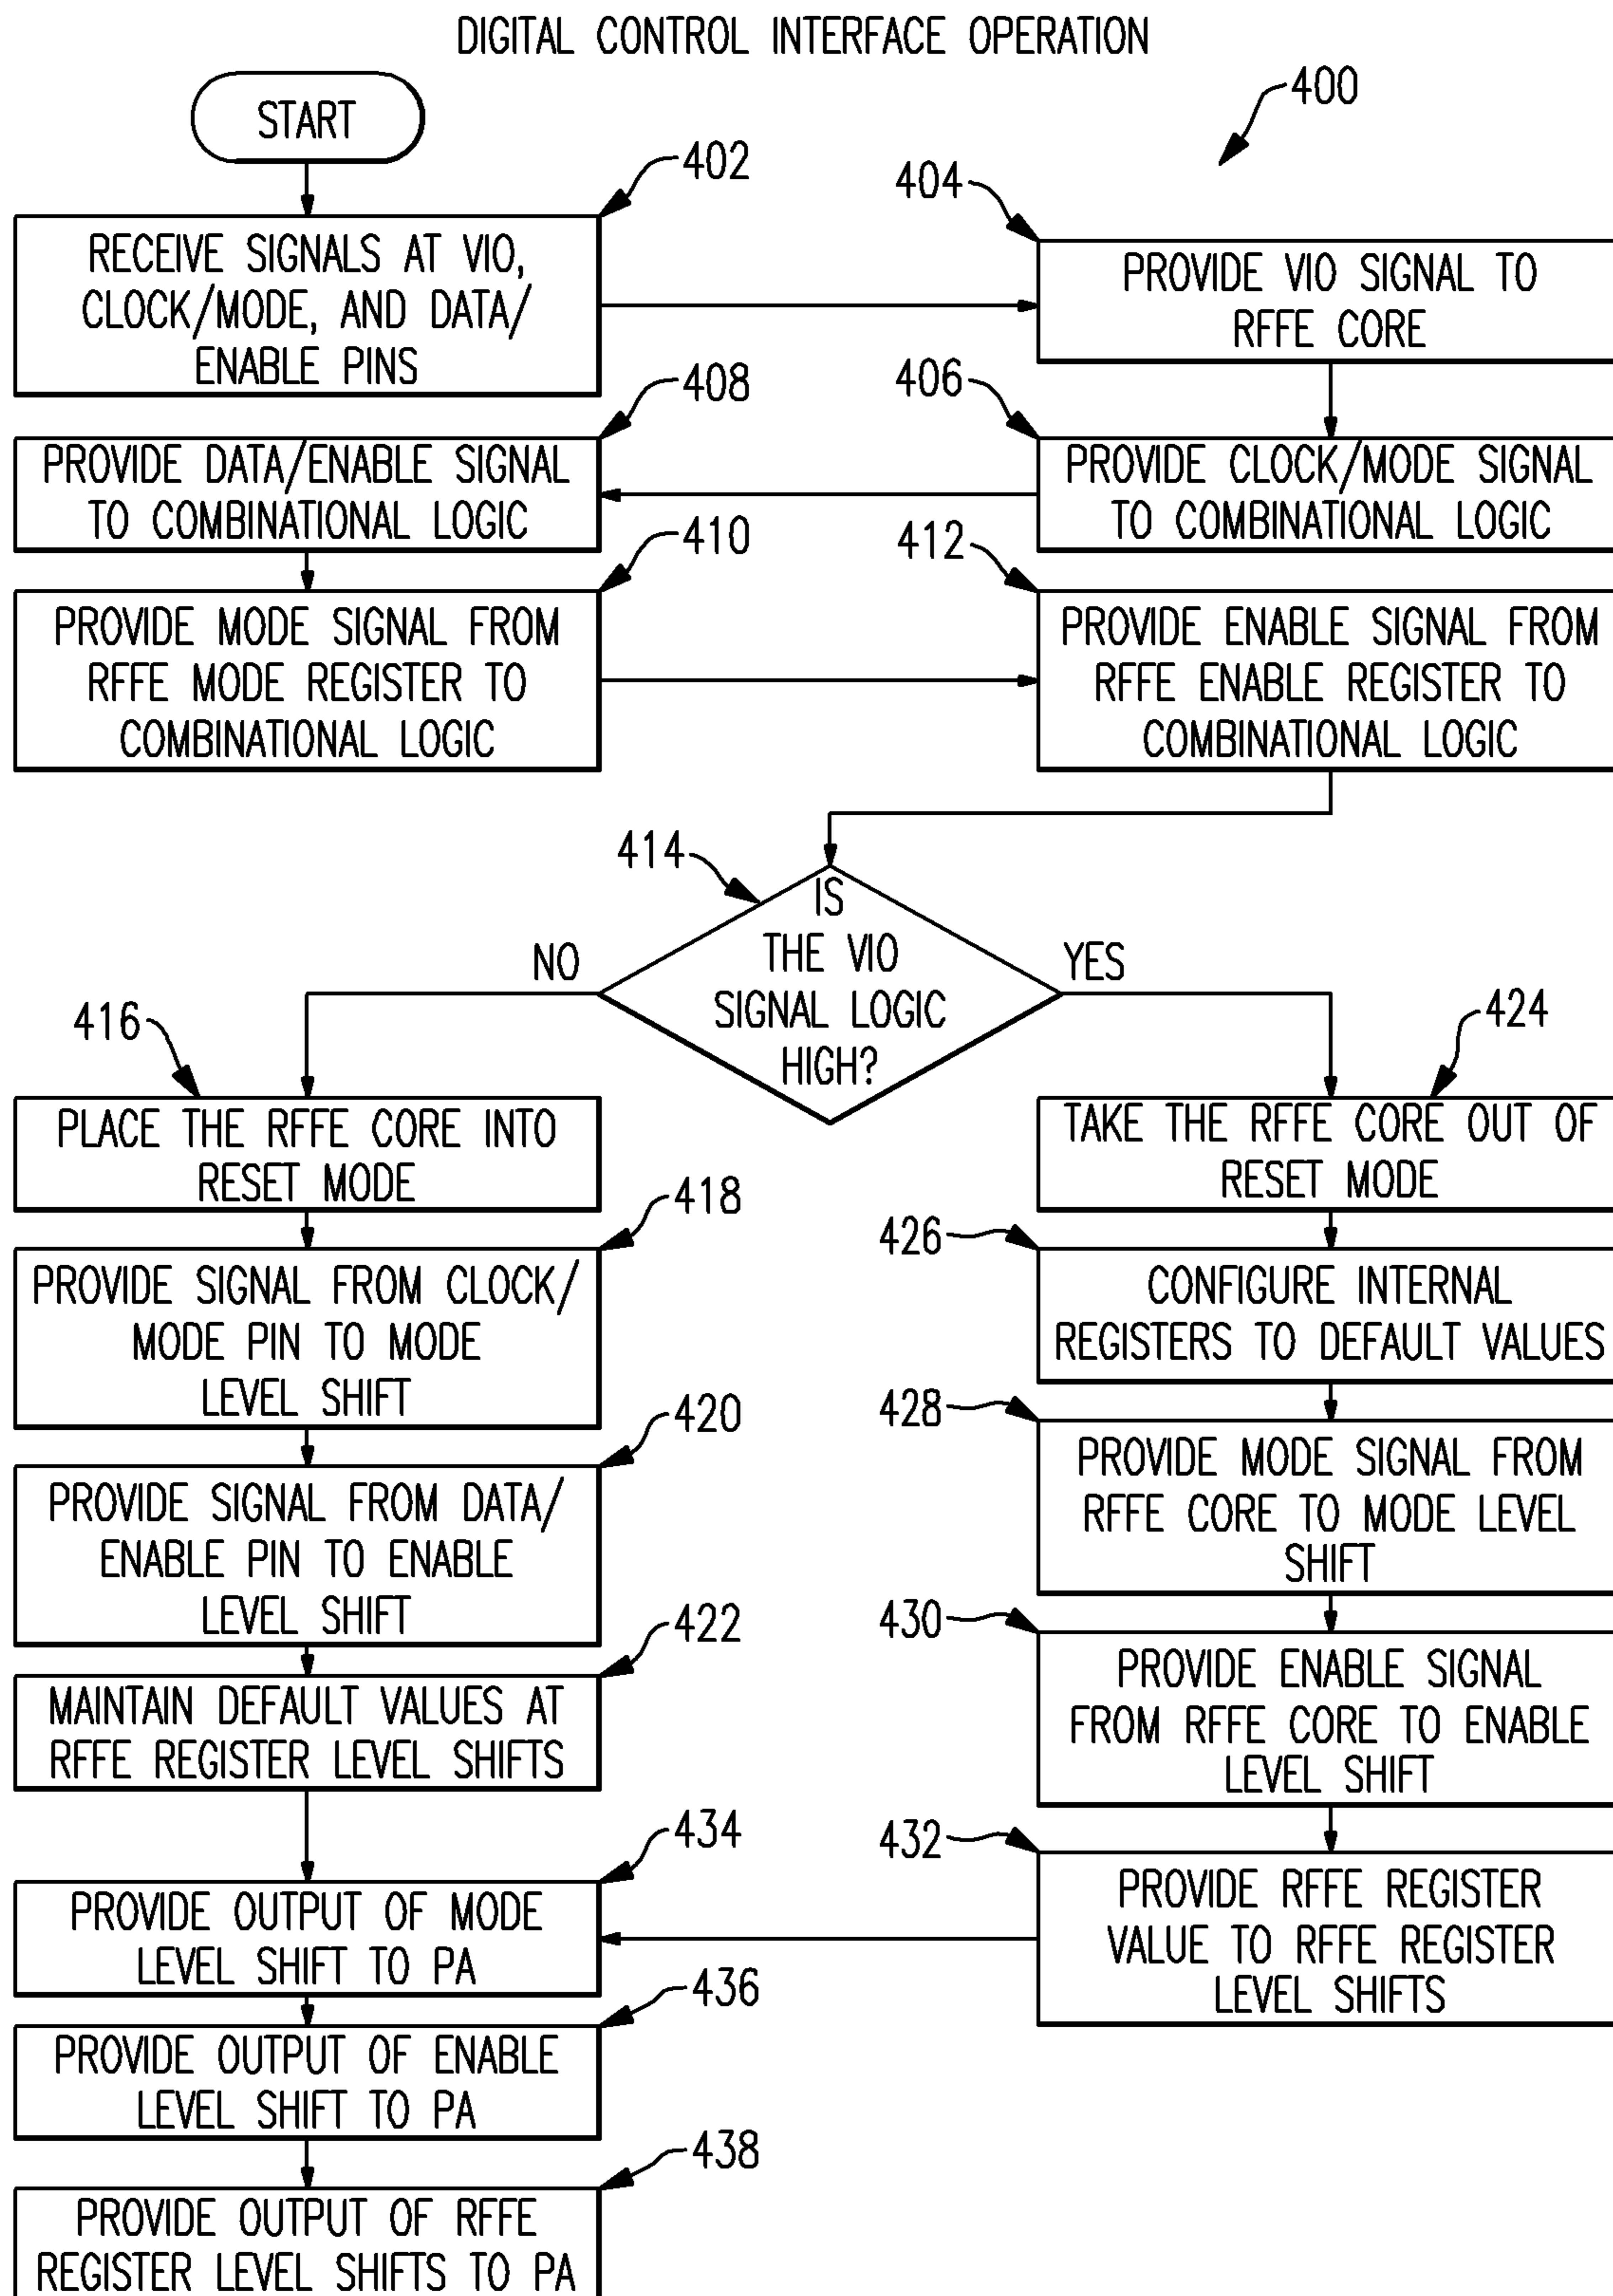 DIGITAL CONTROL INTERFACE OPERATION
400
START
402
RECEIVE SIGNALS AT VIO,
CLOCK/MODE, AND DATA/
ENABLE PINS
404
PROVIDE VIO SIGNAL TO
RFFE CORE
406
PROVIDE CLOCK/MODE SIGNAL
TO COMBINATIONAL LOGIC
408
PROVIDE DATA/ENABLE SIGNAL
TO COMBINATIONAL LOGIC
410
PROVIDE MODE SIGNAL FROM
RFFE MODE REGISTER TO
COMBINATIONAL LOGIC
412
PROVIDE ENABLE SIGNAL FROM
RFFE ENABLE REGISTER TO
COMBINATIONAL LOGIC
414
IS
THE VIO
SIGNAL LOGIC
HIGH?
NO
YES
416
PLACE THE RFFE CORE INTO
RESET MODE
418
PROVIDE SIGNAL FROM CLOCK/
MODE PIN TO MODE
LEVEL SHIFT
420
PROVIDE SIGNAL FROM DATA/
ENABLE PIN TO ENABLE
LEVEL SHIFT
422
MAINTAIN DEFAULT VALUES AT
RFFE REGISTER LEVEL SHIFTS
424
TAKE THE RFFE CORE OUT OF
RESET MODE
426
CONFIGURE INTERNAL
REGISTERS TO DEFAULT VALUES
428
PROVIDE MODE SIGNAL FROM
RFFE CORE TO MODE LEVEL
SHIFT
430
PROVIDE ENABLE SIGNAL
FROM RFFE CORE TO ENABLE
LEVEL SHIFT
432
PROVIDE RFFE REGISTER
VALUE TO RFFE REGISTER
LEVEL SHIFTS
434
PROVIDE OUTPUT OF MODE
LEVEL SHIFT TO PA
436
PROVIDE OUTPUT OF ENABLE
LEVEL SHIFT TO PA
438
PROVIDE OUTPUT OF RFFE
REGISTER LEVEL SHIFTS TO PA